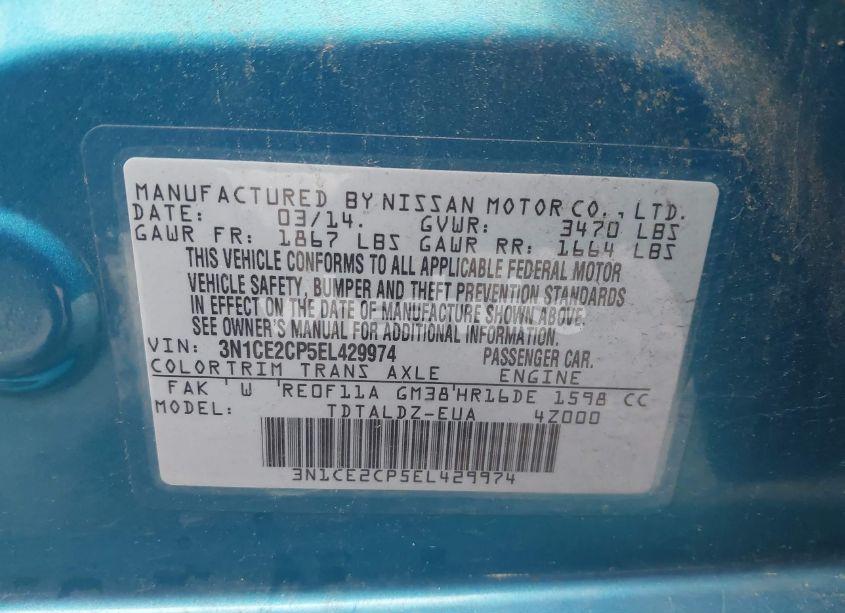 MANUFACTURED BY NISSAN MOTOR CO., LTD.
DATE: 03/14. GVWR: 3470 LBS
GAWR FR: 1867 LBS GAWR RR: 1664 LBS
THIS VEHICLE CONFORMS TO ALL APPLICABLE FEDERAL MOTOR
VEHICLE SAFETY, BUMPER AND THEFT PREVENTION STANDARDS
IN EFFECT ON THE DATE OF MANUFACTURE SHOWN ABOVE.
SEE OWNER'S MANUAL FOR ADDITIONAL INFORMATION.
VIN: 3N1CE2CP5EL429974 PASSENGER CAR.
COLOR TRIM TRANS AXLE ENGINE
FAK ' W 'RE0F11A GM38'HR16DE 1598 CC
MODEL: TDTALDZ-EUA 4Z000
3N1CE2CP5EL429974